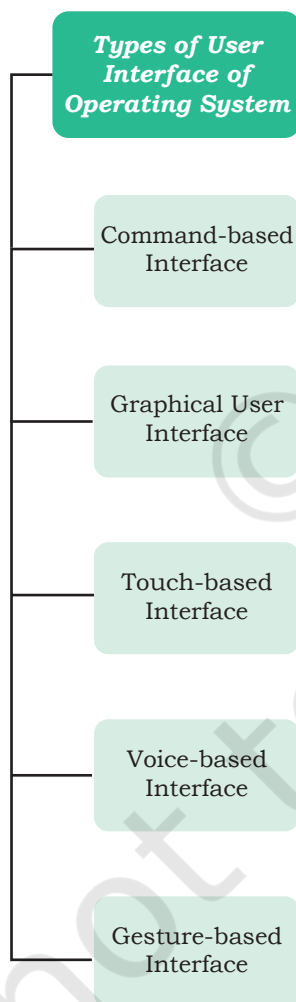 Types of User
Interface of
Operating System
Command-based
Interface
Graphical User
Interface
Touch-based
Interface
Voice-based
Interface
Gesture-based
Interface
©
not t